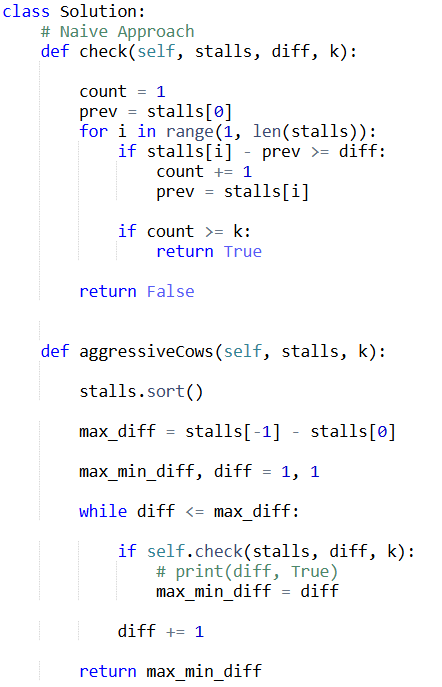 class Solution:
    # Naive Approach
    def check(self, stalls, diff, k):
        count = 1
        prev = stalls[0]
        for i in range(1, len(stalls)):
            if stalls[i] - prev >= diff:
                count += 1
                prev = stalls[i]
            if count >= k:
                return True
        return False
    def aggressiveCows(self, stalls, k):
        stalls.sort()
        max_diff = stalls[-1] - stalls[0]
        max_min_diff, diff = 1, 1
        while diff <= max_diff:
            if self.check(stalls, diff, k):
                # print(diff, True)
                max_min_diff = diff
            diff += 1
        return max_min_diff